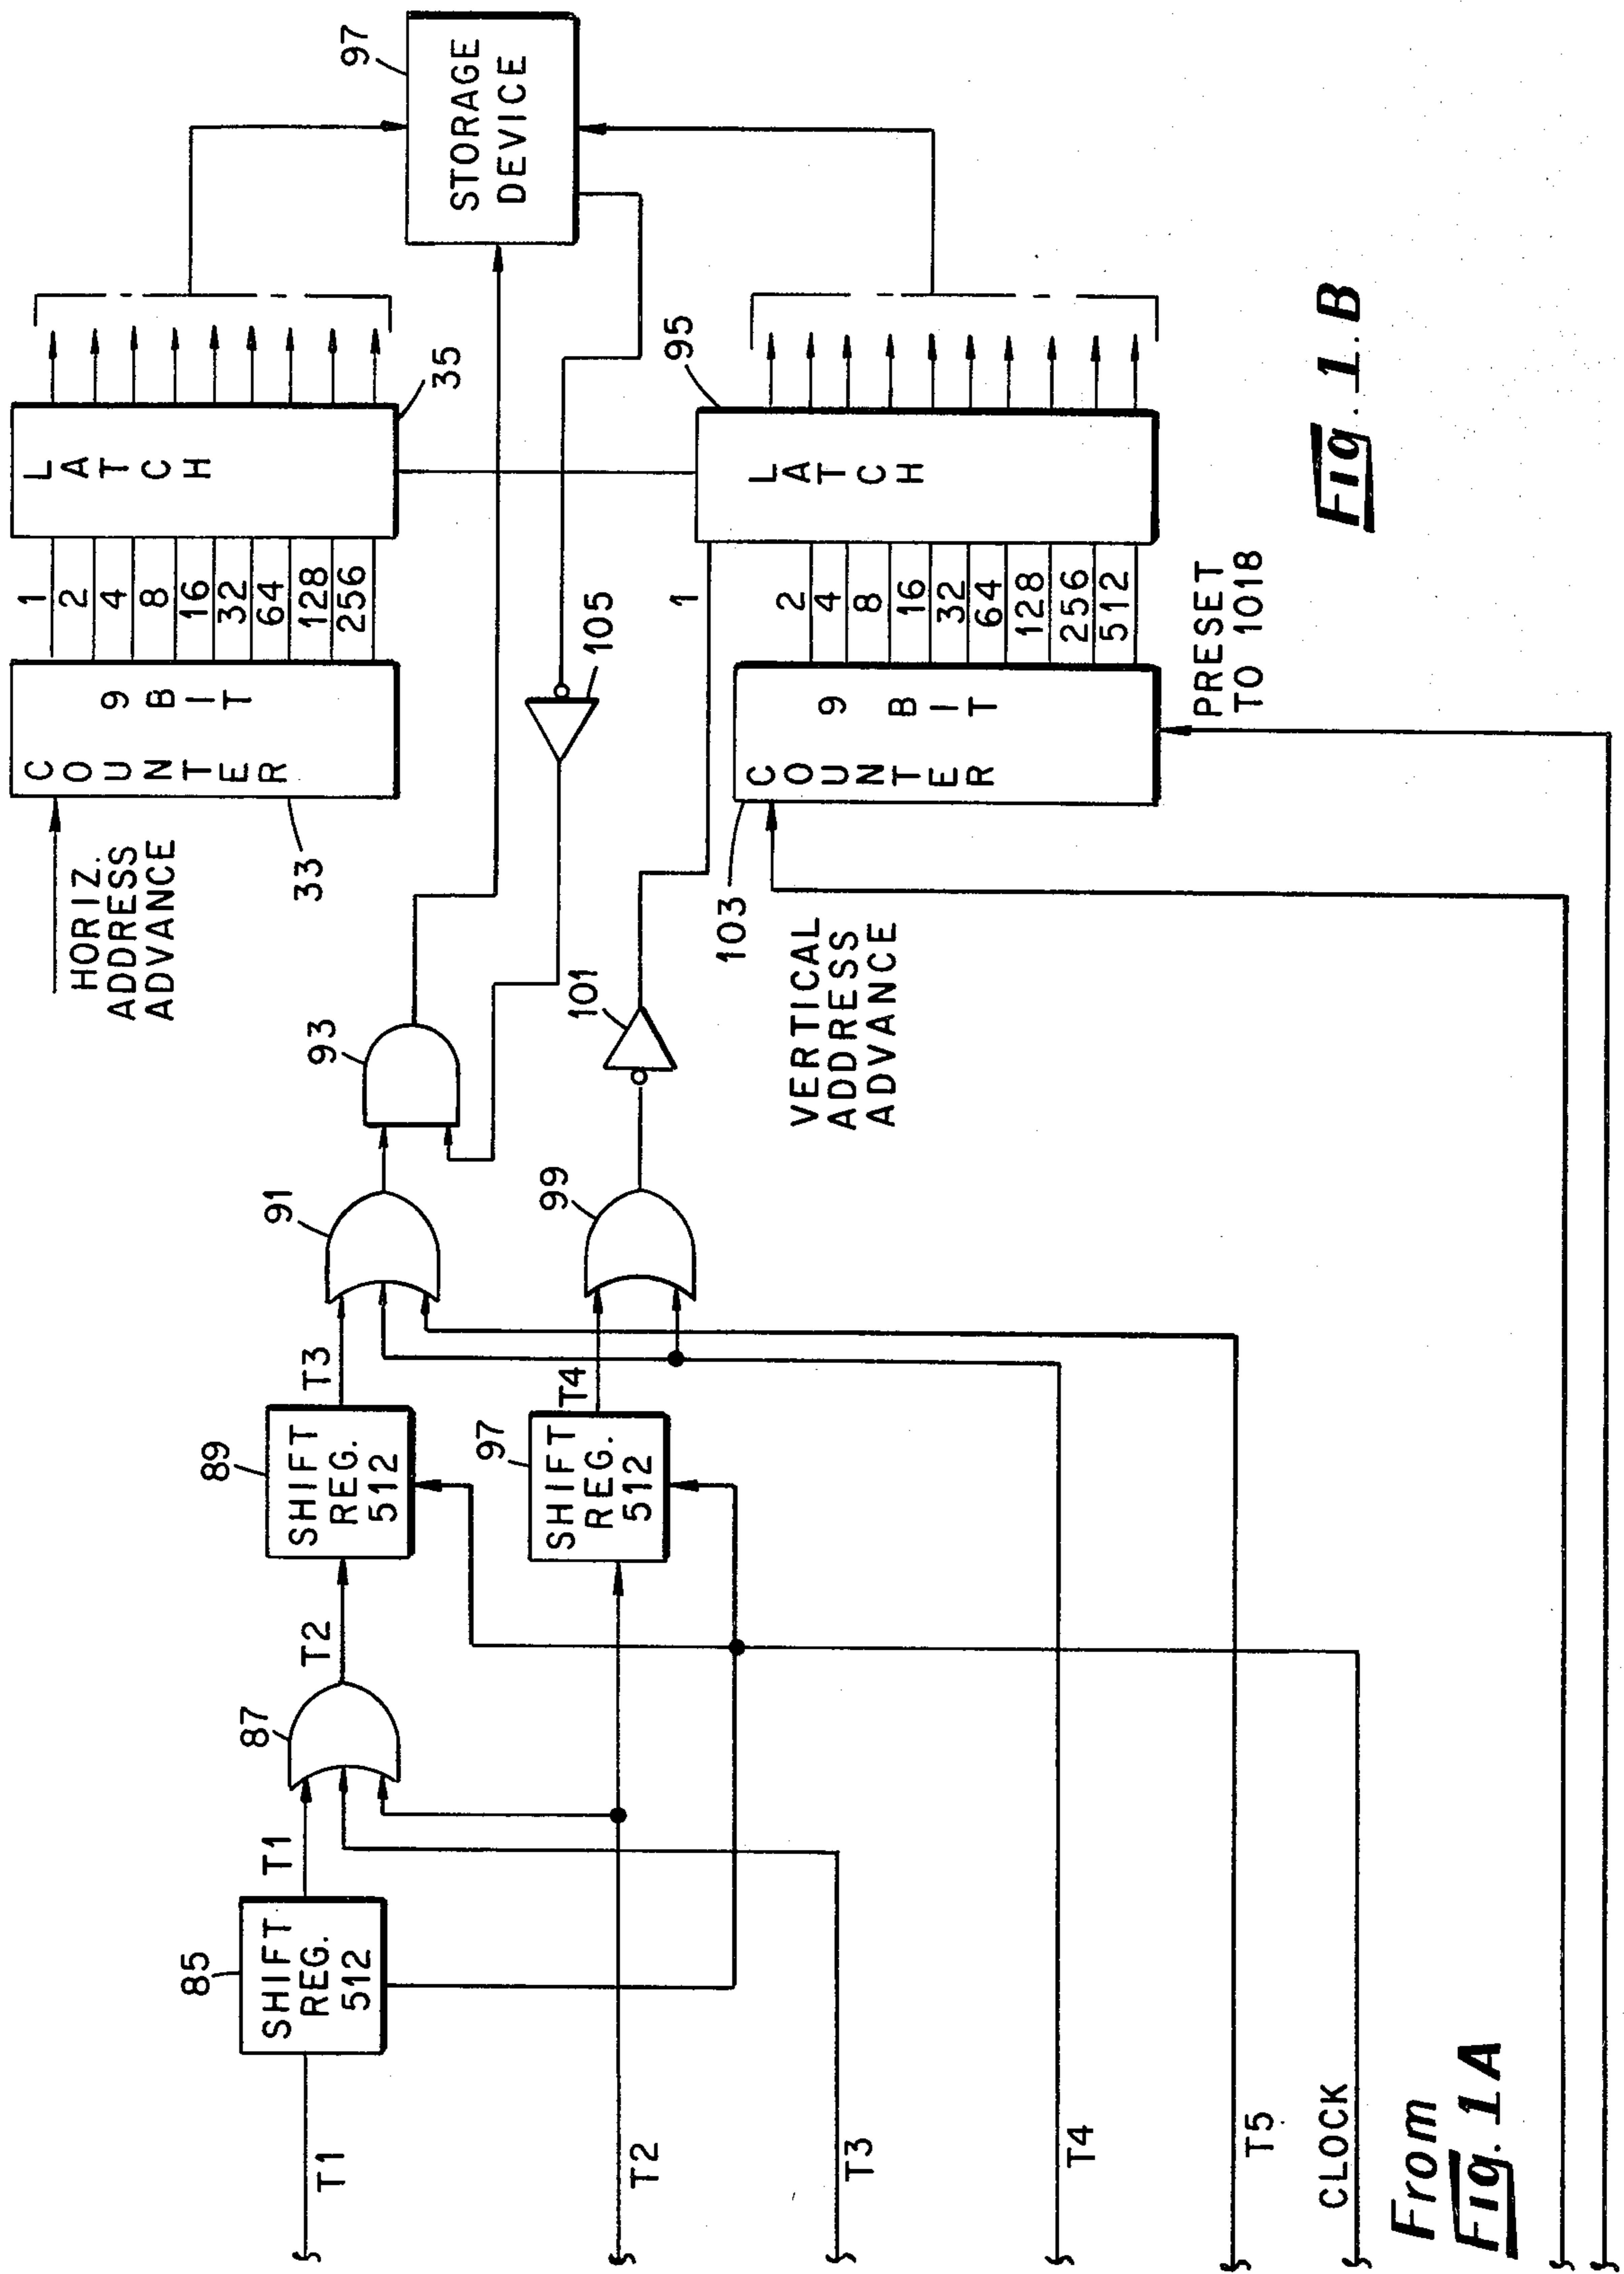 HORIZ.
ADDRESS
ADVANCE
33
COUNTER
9 BIT
1
2
4
8
16
32
64
128
256
LATCH
35
97
STORAGE
DEVICE
85
SHIFT
REG.
512
T1
T1
87
T2
89
SHIFT
REG.
512
T3
91
93
105
T2
97
SHIFT
REG.
512
T4
99
101
1
95
LATCH
VERTICAL
ADDRESS
ADVANCE
103
COUNTER
9 BIT
2
4
8
16
32
64
128
256
512
PRESET
TO 1018
T3
T4
T5
CLOCK
From
Fig. 1A
Fig. 1.B